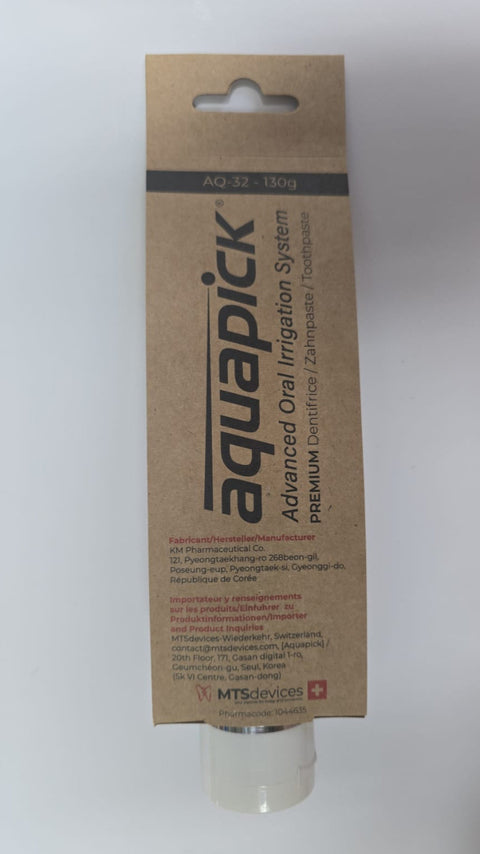 AQ-32 - 130g
aquapick®
Advanced Oral Irrigation System
PREMIUM Dentifrice / Zahnpaste / Toothpaste
Fabricant/Hersteller/Manufacturer
KM Pharmaceutical Co.
121, Pyeongtaekhang-ro 268beon-gil,
Poseung-eup, Pyeongtaek-si, Gyeonggi-do,
République de Corée
Importateur y renseignements
sur les produits/Einfuhrer zu
Produktinformationen/Importer
and Product Inquiries
MTSdevices-Wiederkehr, Switzerland,
contact@mtsdevices.com, [Aquapick] /
20th Floor, 171, Gasan digital 1-ro,
Geumcheon-gu, Seul, Korea
(SK V1 Centre, Gasan-dong)
MTSdevices
Pharmacode: 1044635